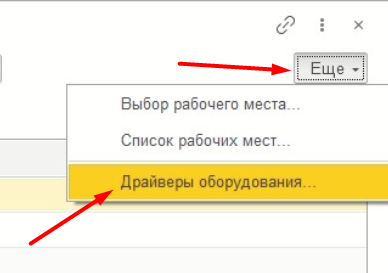 Еще
Выбор рабочего места...
Список рабочих мест...
Драйверы оборудования...